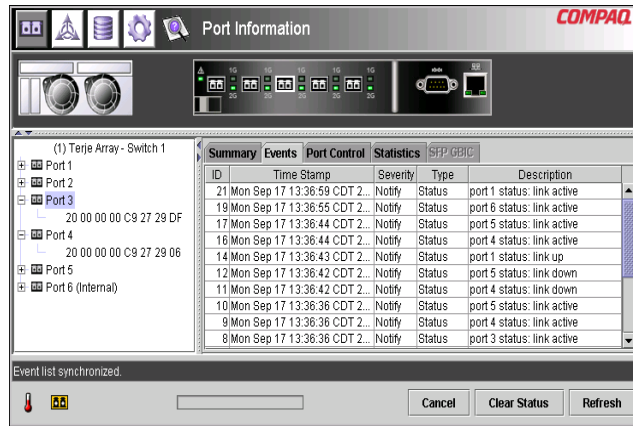 Port Information
COMPAQ
1G 1G 1G 1G 1G
2G 2G 2G 2G 2G
(1) Terje Array - Switch 1
Port 1
Port 2
Port 3
20 00 00 00 C9 27 29 DF
Port 4
20 00 00 00 C9 27 29 06
Port 5
Port 6 (Internal)
Summary Events Port Control Statistics SFP GBIC
ID Time Stamp Severity Type Description
21 Mon Sep 17 13:36:59 CDT 2... Notify Status port 1 status: link active
19 Mon Sep 17 13:36:55 CDT 2... Notify Status port 6 status: link active
17 Mon Sep 17 13:36:44 CDT 2... Notify Status port 5 status: link active
16 Mon Sep 17 13:36:44 CDT 2... Notify Status port 4 status: link active
14 Mon Sep 17 13:36:43 CDT 2... Notify Status port 1 status: link up
12 Mon Sep 17 13:36:42 CDT 2... Notify Status port 5 status: link down
11 Mon Sep 17 13:36:42 CDT 2... Notify Status port 4 status: link down
10 Mon Sep 17 13:36:36 CDT 2... Notify Status port 5 status: link active
9 Mon Sep 17 13:36:36 CDT 2... Notify Status port 4 status: link active
8 Mon Sep 17 13:36:36 CDT 2... Notify Status port 3 status: link active
Event list synchronized.
Cancel Clear Status Refresh